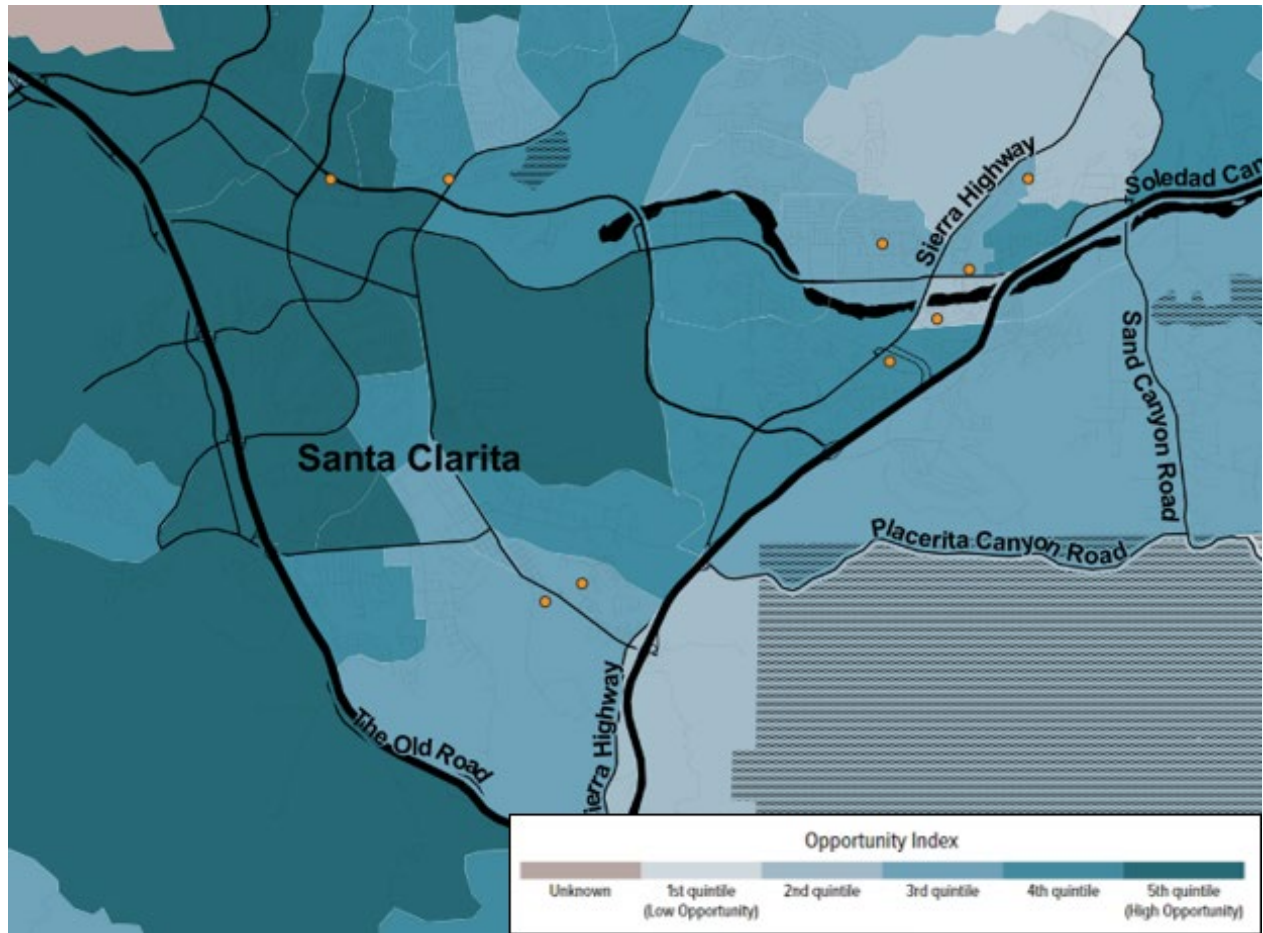 Sierra Highway
Soledad Can
Sand Canyon Road
Santa Clarita
Placerita Canyon Road
The Old Road
ierra Highway
Opportunity Index
Unknown
1st quintile
(Low Opportunity)
2nd quintile
3rd quintile
4th quintile
5th quintile
(High Opportunity)